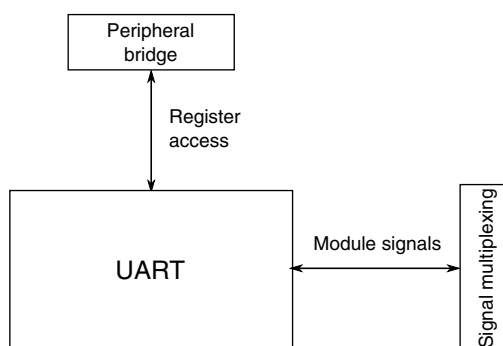 Peripheral
bridge
Register
access
UART
Module signals
Signal multiplexing